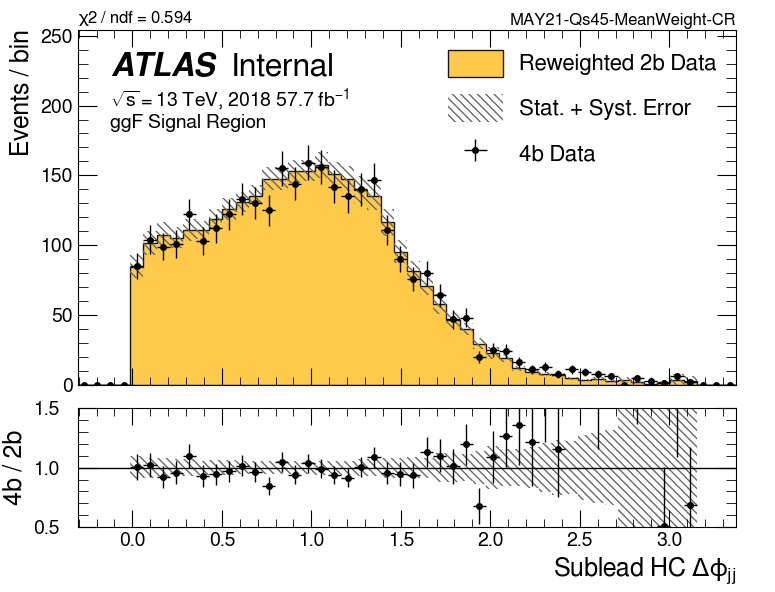 χ² / ndf = 0.594
MAY21-Qs45-MeanWeight-CR
Events / bin
250
200
150
100
50
0
ATLAS Internal
√s = 13 TeV, 2018 57.7 fb⁻¹
ggF Signal Region
Reweighted 2b Data
Stat. + Syst. Error
4b Data
4b / 2b
1.5
1.0
0.5
0.0 0.5 1.0 1.5 2.0 2.5 3.0
Sublead HC Δϕjj